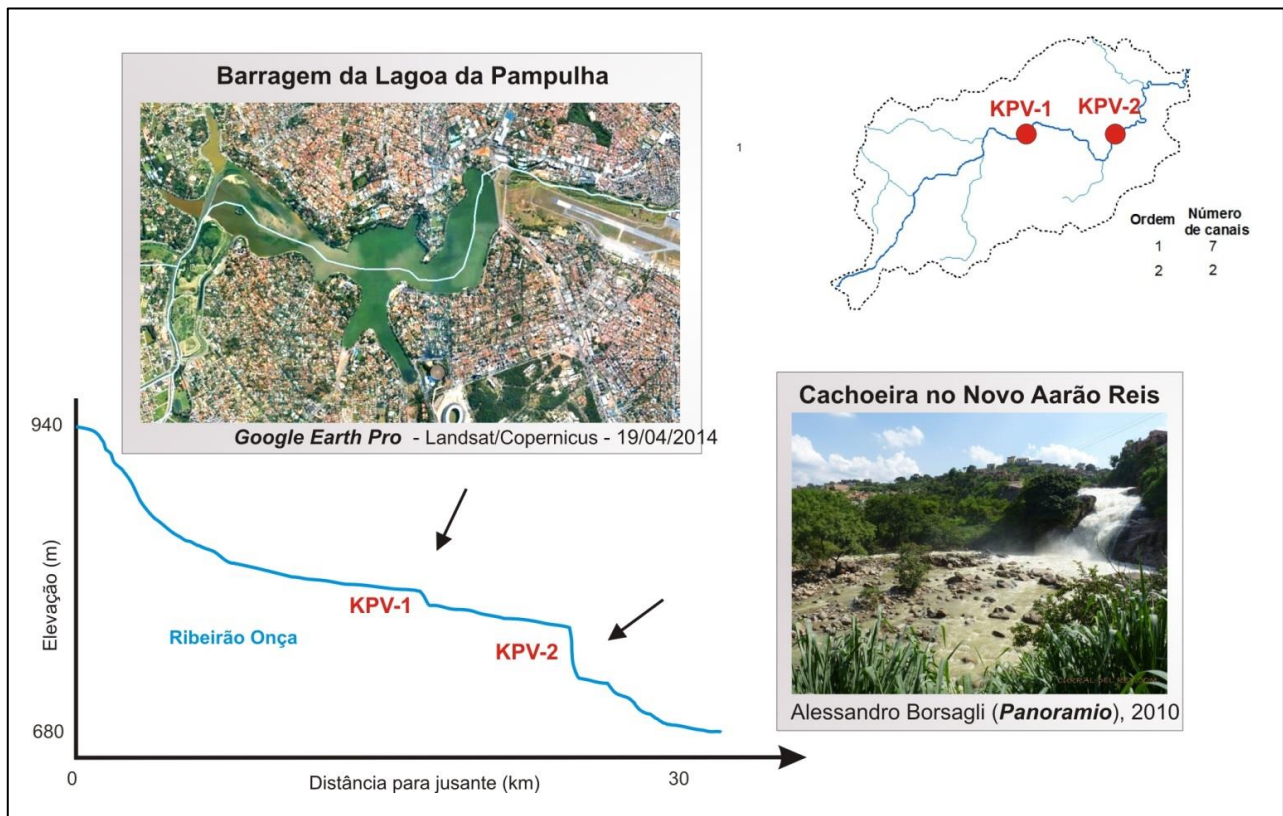 Barragem da Lagoa da Pampulha
Google Earth Pro - Landsat/Copernicus - 19/04/2014
KPV-1
KPV-2
1
Ordem
Número
de canais
1 7
2 2
940
Elevação (m)
680
Ribeirão Onça
KPV-1
KPV-2
0
Distância para jusante (km)
30
Cachoeira no Novo Aarão Reis
Alessandro Borsagli (Panoramio), 2010